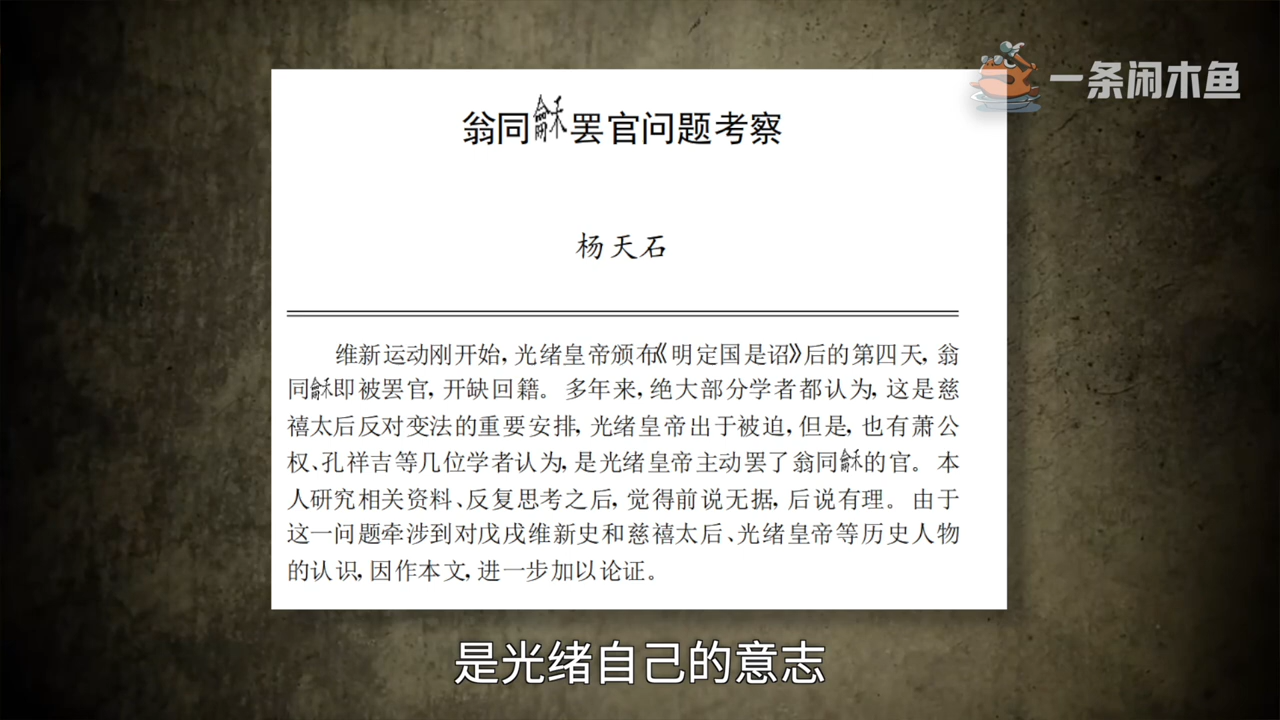 一条闲木鱼
翁同龢罢官问题考察
杨天石
维新运动刚开始,光绪皇帝颁布《明定国是诏》后的第四天,翁
同龢即被罢官,开缺回籍。多年来,绝大部分学者都认为,这是慈
禧太后反对变法的重要安排,光绪皇帝出于被迫,但是,也有萧公
权、孔祥吉等几位学者认为,是光绪皇帝主动罢了翁同龢的官。本
人研究相关资料、反复思考之后,觉得前说无据,后说有理。由于
这一问题牵涉到对戊戌维新史和慈禧太后、光绪皇帝等历史人物
的认识,因作本文,进一步加以论证。
是光绪自己的意志